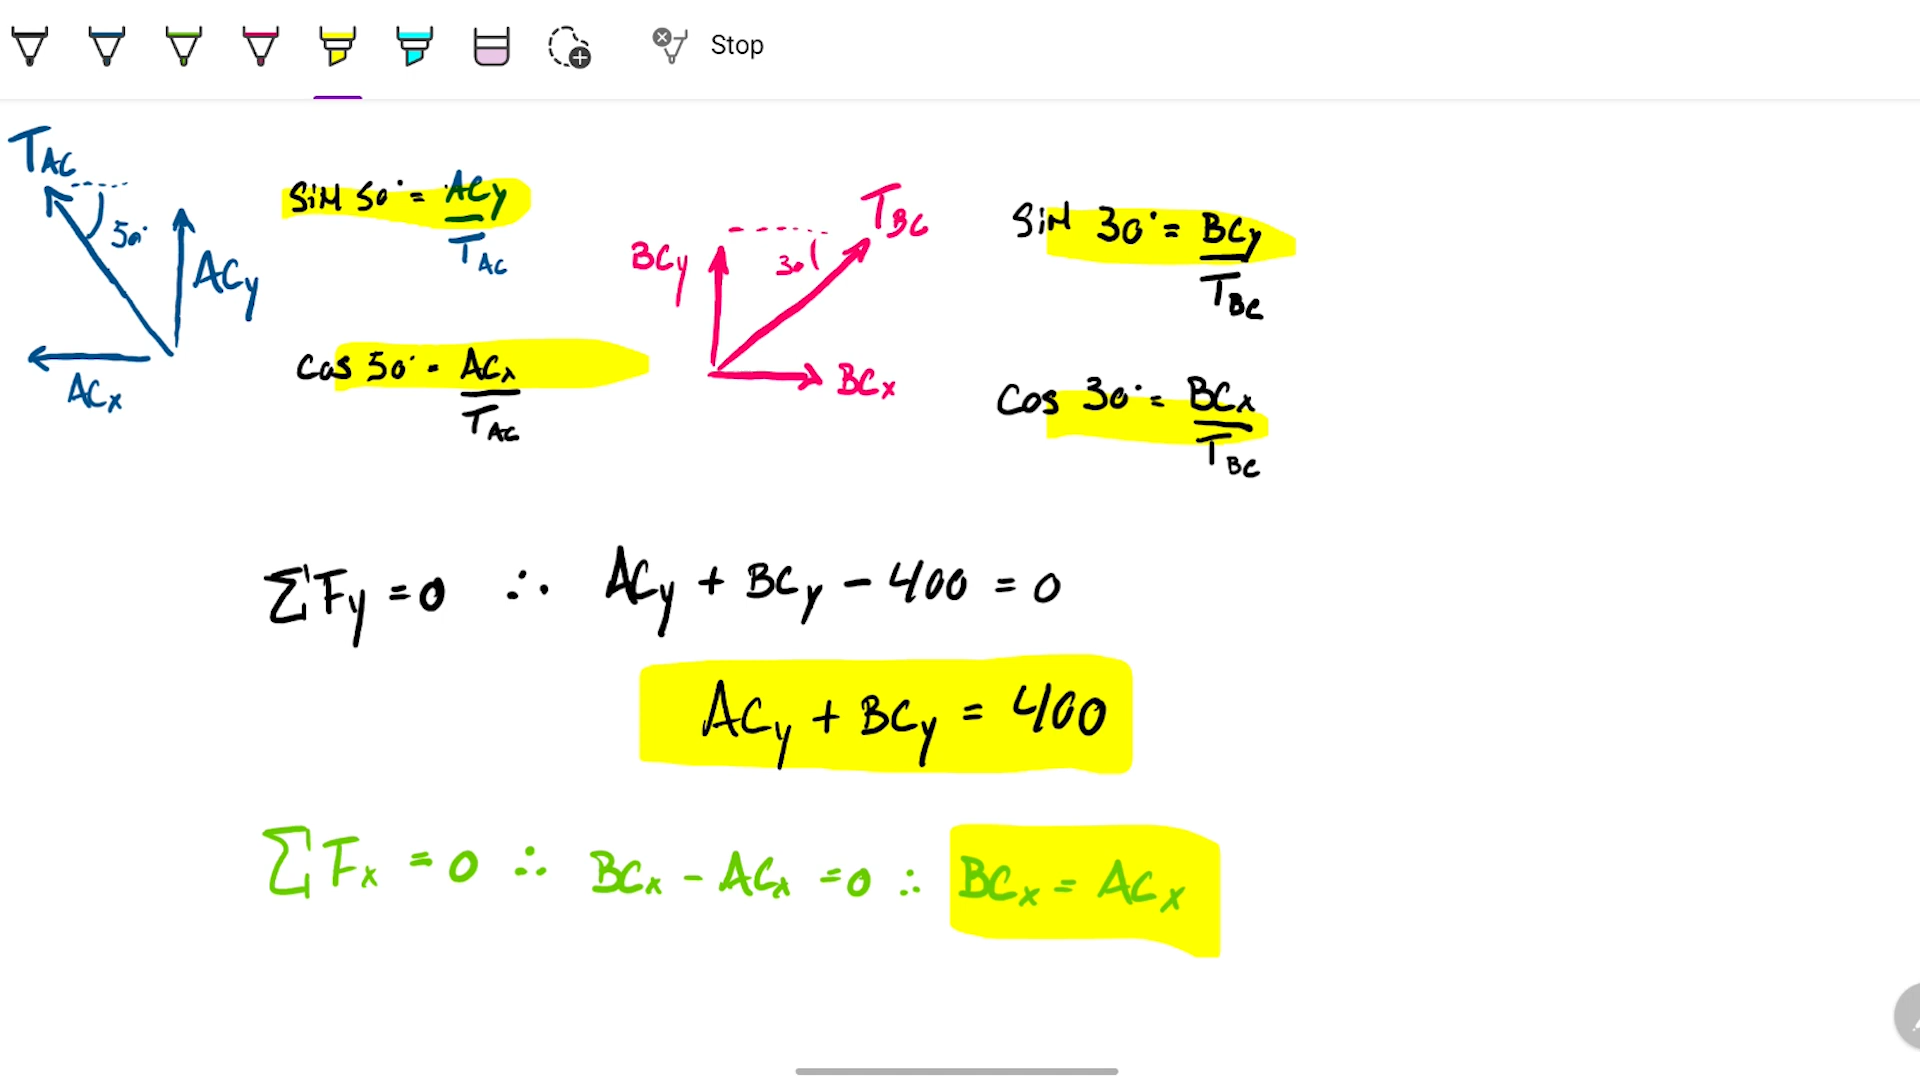 Stop
TAC
50°
ACy
ACx
SiN 50° = ACy / TAC
Cos 50° = ACx / TAC
TBC
BCy
30
BCx
SiN 30° = BCy / TBC
Cos 30° = BCx / TBC
ΣFy = 0 ∴ ACy + BCy - 400 = 0
ACy + BCy = 400
ΣFx = 0 ∴ BCx - ACx = 0 ∴ BCx = ACx